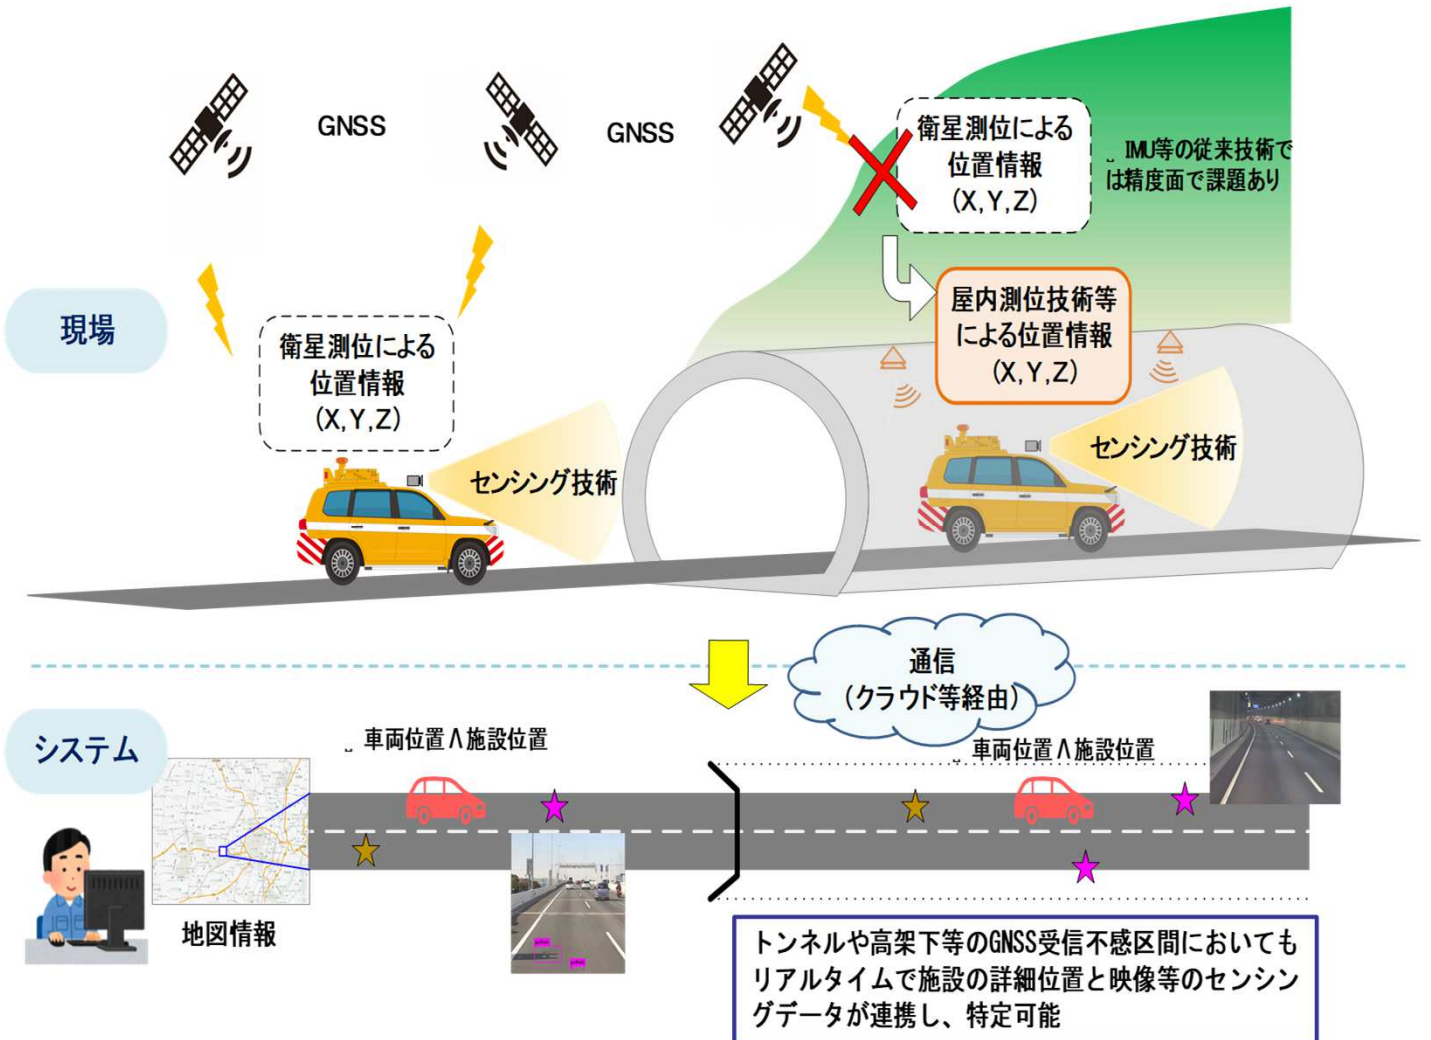 GNSS
GNSS
衛星測位による
位置情報
(X,Y,Z)
␣ IMU等の従来技術で
は精度面で課題あり
現場
衛星測位による
位置情報
(X,Y,Z)
屋内測位技術等
による位置情報
(X,Y,Z)
センシング技術
センシング技術
通信
(クラウド等経由)
システム
␣ 車両位置∧施設位置
␣ 車両位置∧施設位置
地図情報
トンネルや高架下等のGNSS受信不感区間においても
リアルタイムで施設の詳細位置と映像等のセンシン
グデータが連携し、特定可能